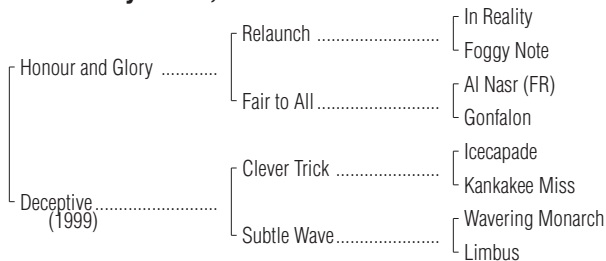 In Reality
Relaunch ....................
Foggy Note
Honour and Glory ...........
Al Nasr (FR)
Fair to All ....................
Gonfalon
Icecapade
Clever Trick ....................
Kankakee Miss
Deceptive ....................
(1999)
Wavering Monarch
Subtle Wave ....................
Limbus